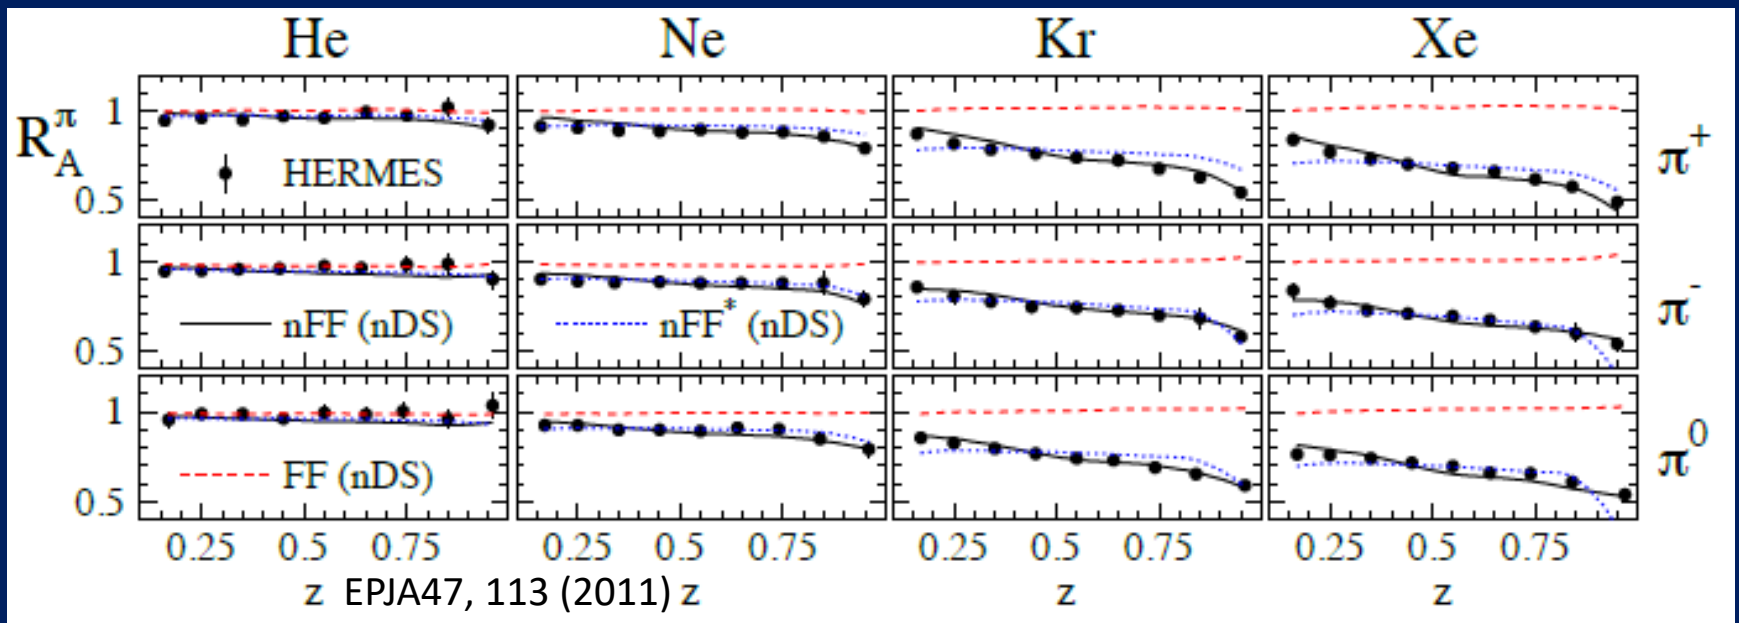 He Ne Kr Xe
R_A^π 1 π⁺
HERMES
0.5
1 π⁻
nFF (nDS) nFF* (nDS)
0.5
1 π⁰
FF (nDS)
0.5
0.25 0.5 0.75 0.25 0.5 0.75 0.25 0.5 0.75 0.25 0.5 0.75
z EPJA47, 113 (2011) z z z